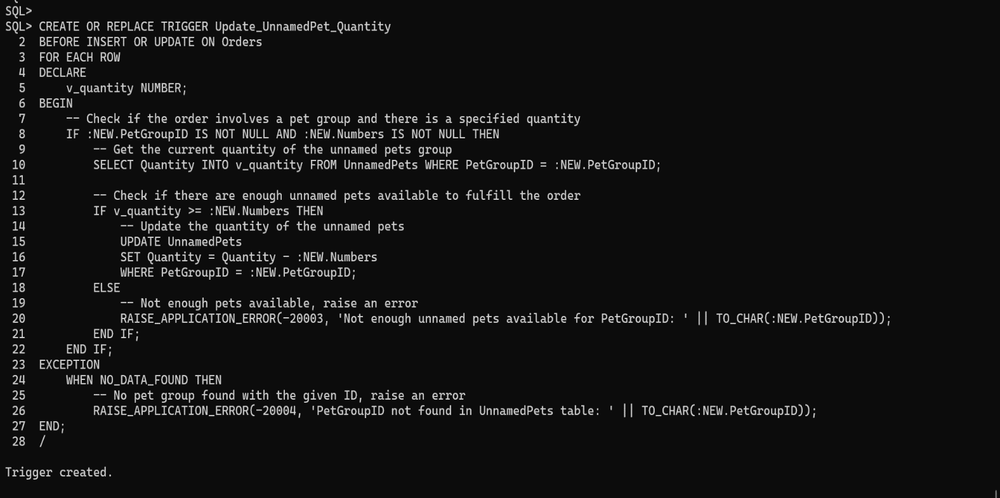 SQL>
SQL> CREATE OR REPLACE TRIGGER Update_UnnamedPet_Quantity
  2  BEFORE INSERT OR UPDATE ON Orders
  3  FOR EACH ROW
  4  DECLARE
  5      v_quantity NUMBER;
  6  BEGIN
  7      -- Check if the order involves a pet group and there is a specified quantity
  8      IF :NEW.PetGroupID IS NOT NULL AND :NEW.Numbers IS NOT NULL THEN
  9          -- Get the current quantity of the unnamed pets group
 10          SELECT Quantity INTO v_quantity FROM UnnamedPets WHERE PetGroupID = :NEW.PetGroupID;
 11
 12          -- Check if there are enough unnamed pets available to fulfill the order
 13          IF v_quantity >= :NEW.Numbers THEN
 14              -- Update the quantity of the unnamed pets
 15              UPDATE UnnamedPets
 16              SET Quantity = Quantity - :NEW.Numbers
 17              WHERE PetGroupID = :NEW.PetGroupID;
 18          ELSE
 19              -- Not enough pets available, raise an error
 20              RAISE_APPLICATION_ERROR(-20003, 'Not enough unnamed pets available for PetGroupID: ' || TO_CHAR(:NEW.PetGroupID));
 21          END IF;
 22      END IF;
 23  EXCEPTION
 24      WHEN NO_DATA_FOUND THEN
 25          -- No pet group found with the given ID, raise an error
 26          RAISE_APPLICATION_ERROR(-20004, 'PetGroupID not found in UnnamedPets table: ' || TO_CHAR(:NEW.PetGroupID));
 27  END;
 28  /
Trigger created.